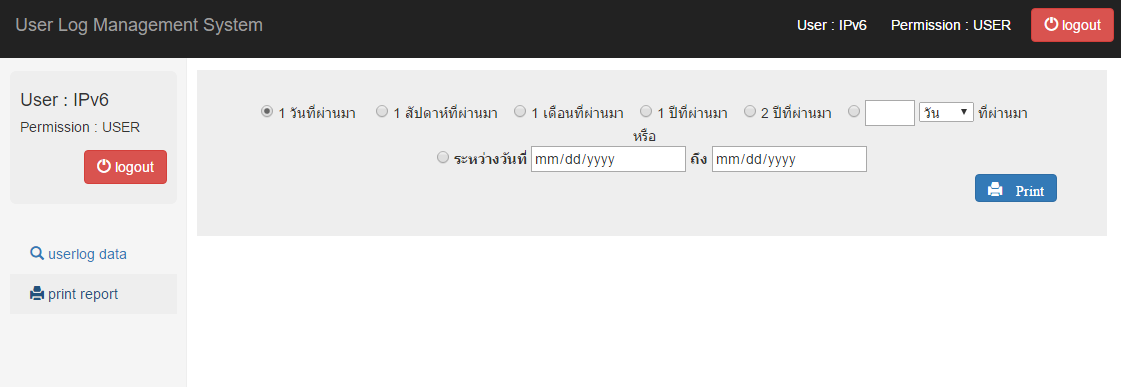 User Log Management System User : IPv6 Permission : USER logout
User : IPv6
Permission : USER
logout
userlog data
print report
1 วันที่ผ่านมา 1 สัปดาห์ที่ผ่านมา 1 เดือนที่ผ่านมา 1 ปีที่ผ่านมา 2 ปีที่ผ่านมา วัน ที่ผ่านมา
หรือ
ระหว่างวันที่ mm/dd/yyyy ถึง mm/dd/yyyy
Print